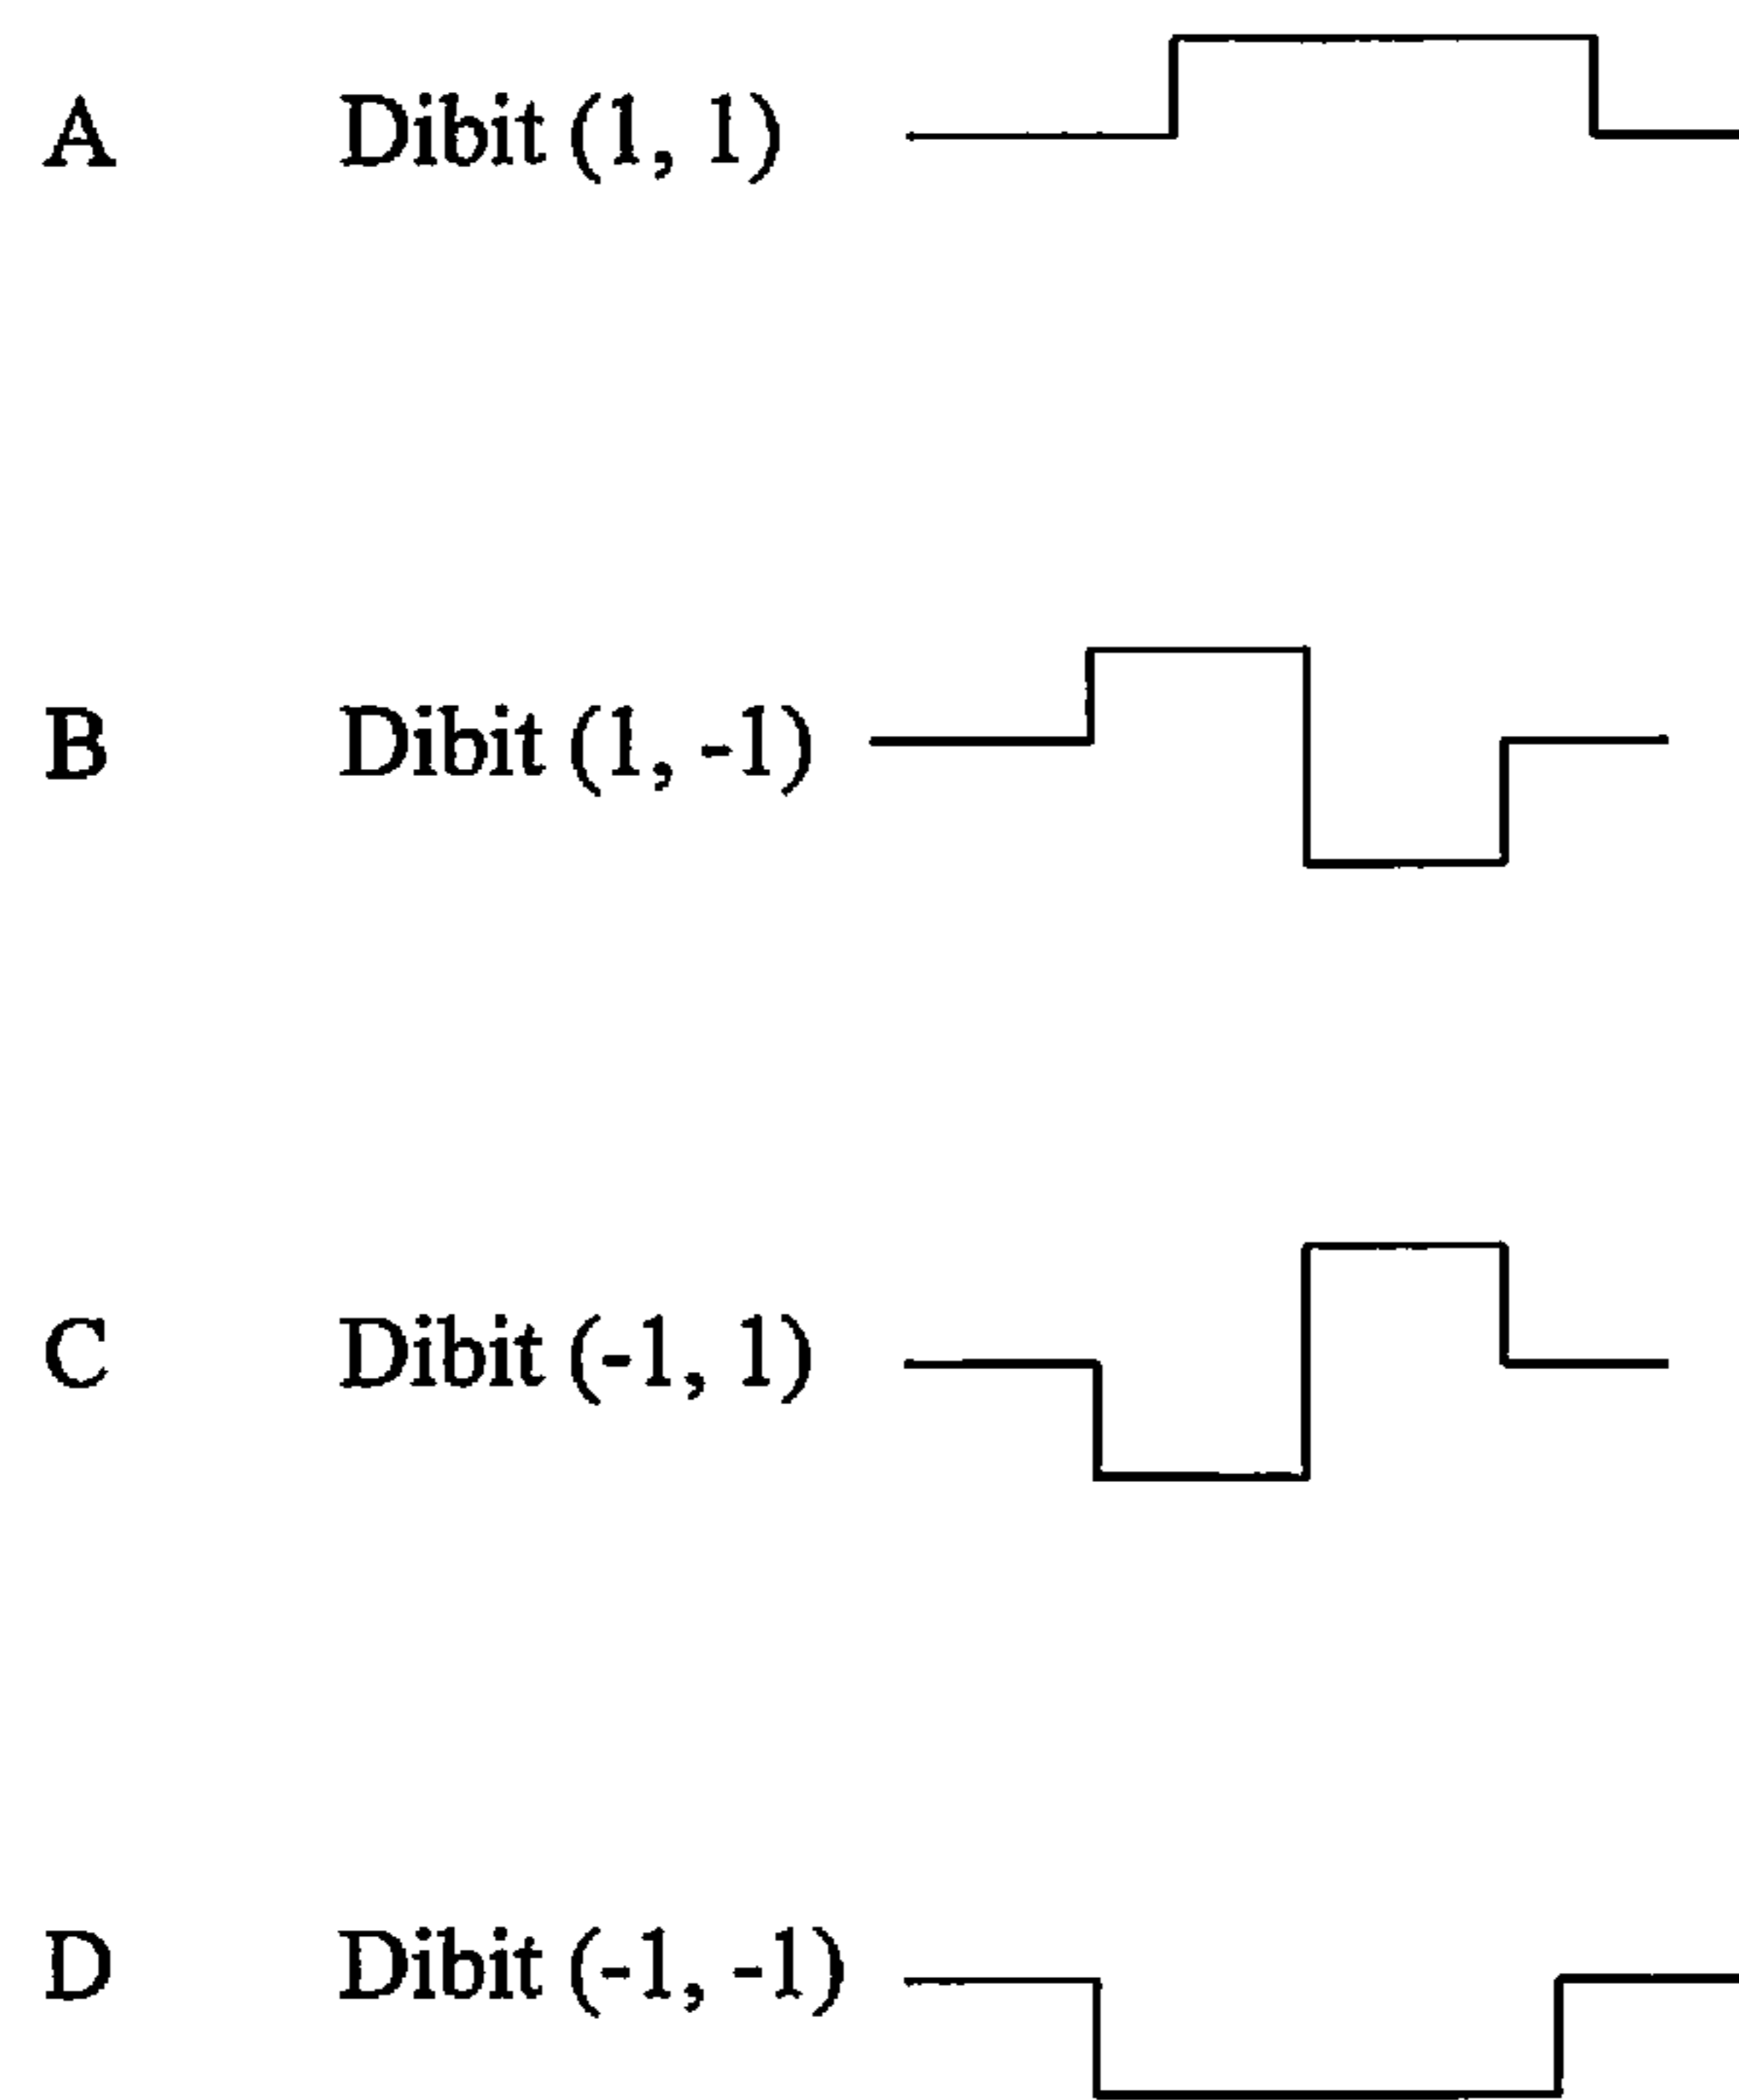 A Dibit (1, 1)
B Dibit (1, -1)
C Dibit (-1, 1)
D Dibit (-1, -1)